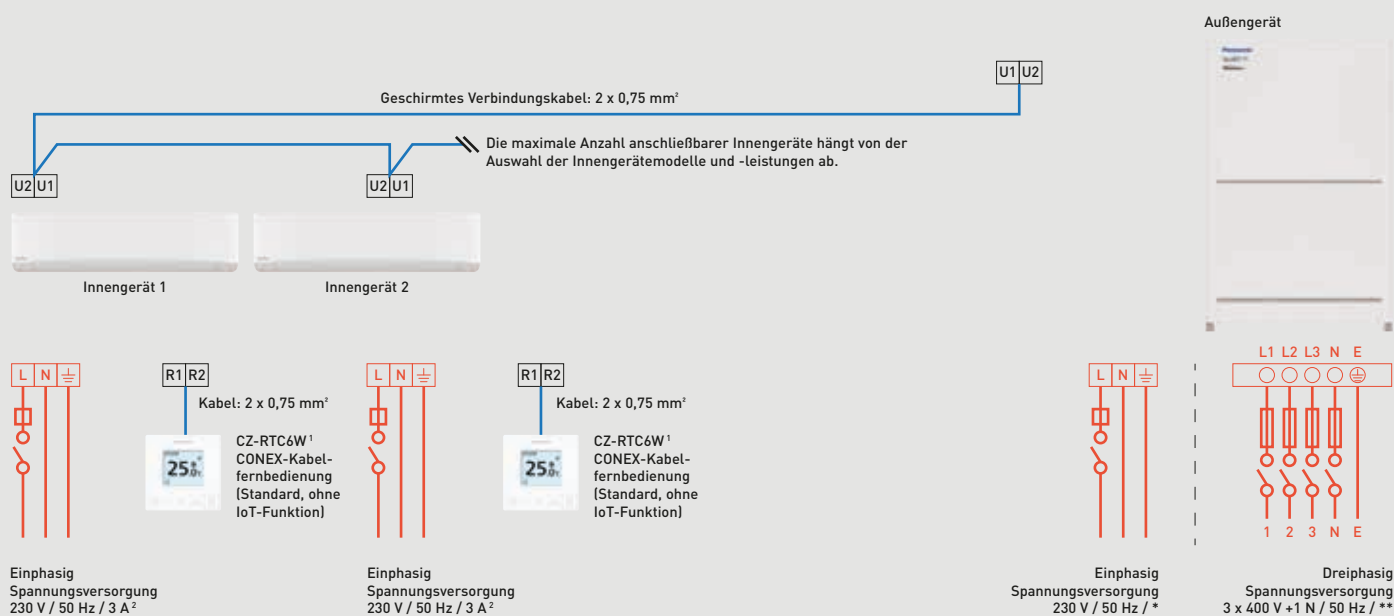 Außengerät
Panasonic
U1 U2
Geschirmtes Verbindungskabel: 2 x 0,75 mm²
Die maximale Anzahl anschließbarer Innengeräte hängt von der
Auswahl der Innengerätemodelle und -leistungen ab.
U2 U1
U2 U1
Innengerät 1
Innengerät 2
L N
R1 R2
Kabel: 2 x 0,75 mm²
CZ-RTC6W¹
CONEX-Kabel-
fernbedienung
(Standard, ohne
IoT-Funktion)
25.0
Einphasig
Spannungsversorgung
230 V / 50 Hz / 3 A²
L N
R1 R2
Kabel: 2 x 0,75 mm²
CZ-RTC6W¹
CONEX-Kabel-
fernbedienung
(Standard, ohne
IoT-Funktion)
25.0
Einphasig
Spannungsversorgung
230 V / 50 Hz / 3 A²
L N
Einphasig
Spannungsversorgung
230 V / 50 Hz / *
L1 L2 L3 N E
1 2 3 N E
Dreiphasig
Spannungsversorgung
3 x 400 V +1 N / 50 Hz / **